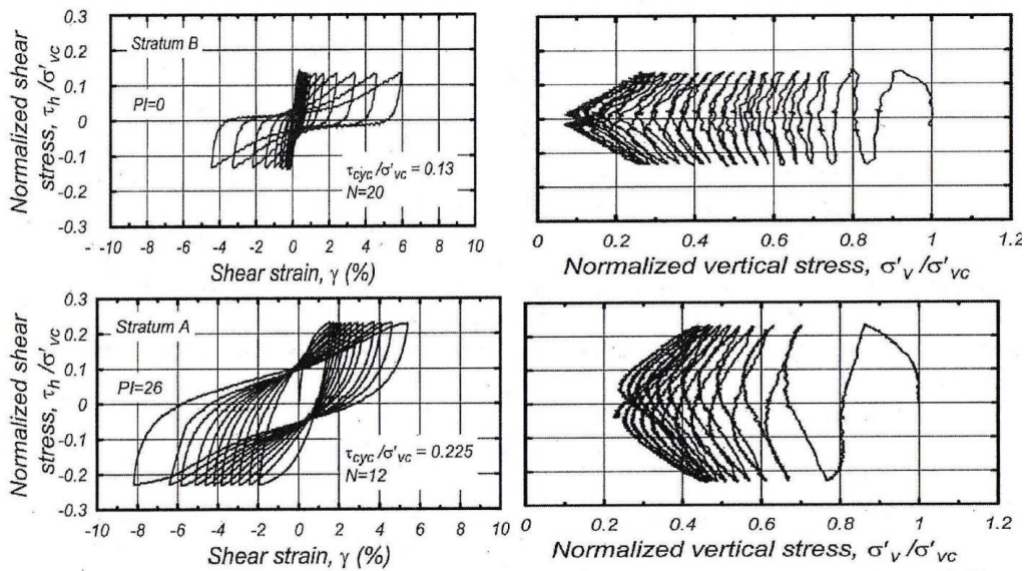 Normalized shear
stress, τh/σ'vc
0.3
0.2
0.1
0
-0.1
-0.2
-0.3
Stratum B
PI=0
τcyc/σ'vc = 0.13
N=20
-10 -8 -6 -4 -2 0 2 4 6 8 10
Shear strain, γ (%)
0 0.2 0.4 0.6 0.8 1 1.2
Normalized vertical stress, σ'v/σ'vc
Normalized shear
stress, τh/σ'vc
0.3
0.2
0.1
0
-0.1
-0.2
-0.3
Stratum A
PI=26
τcyc/σ'vc = 0.225
N=12
-10 -8 -6 -4 -2 0 2 4 6 8 10
Shear strain, γ (%)
0 0.2 0.4 0.6 0.8 1 1.2
Normalized vertical stress, σ'v/σ'vc